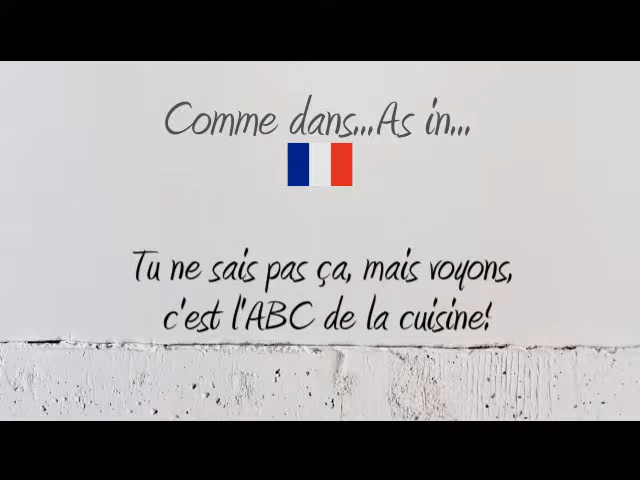 Comme dans...As in...
Tu ne sais pas ça, mais voyons,
c'est l'ABC de la cuisine!